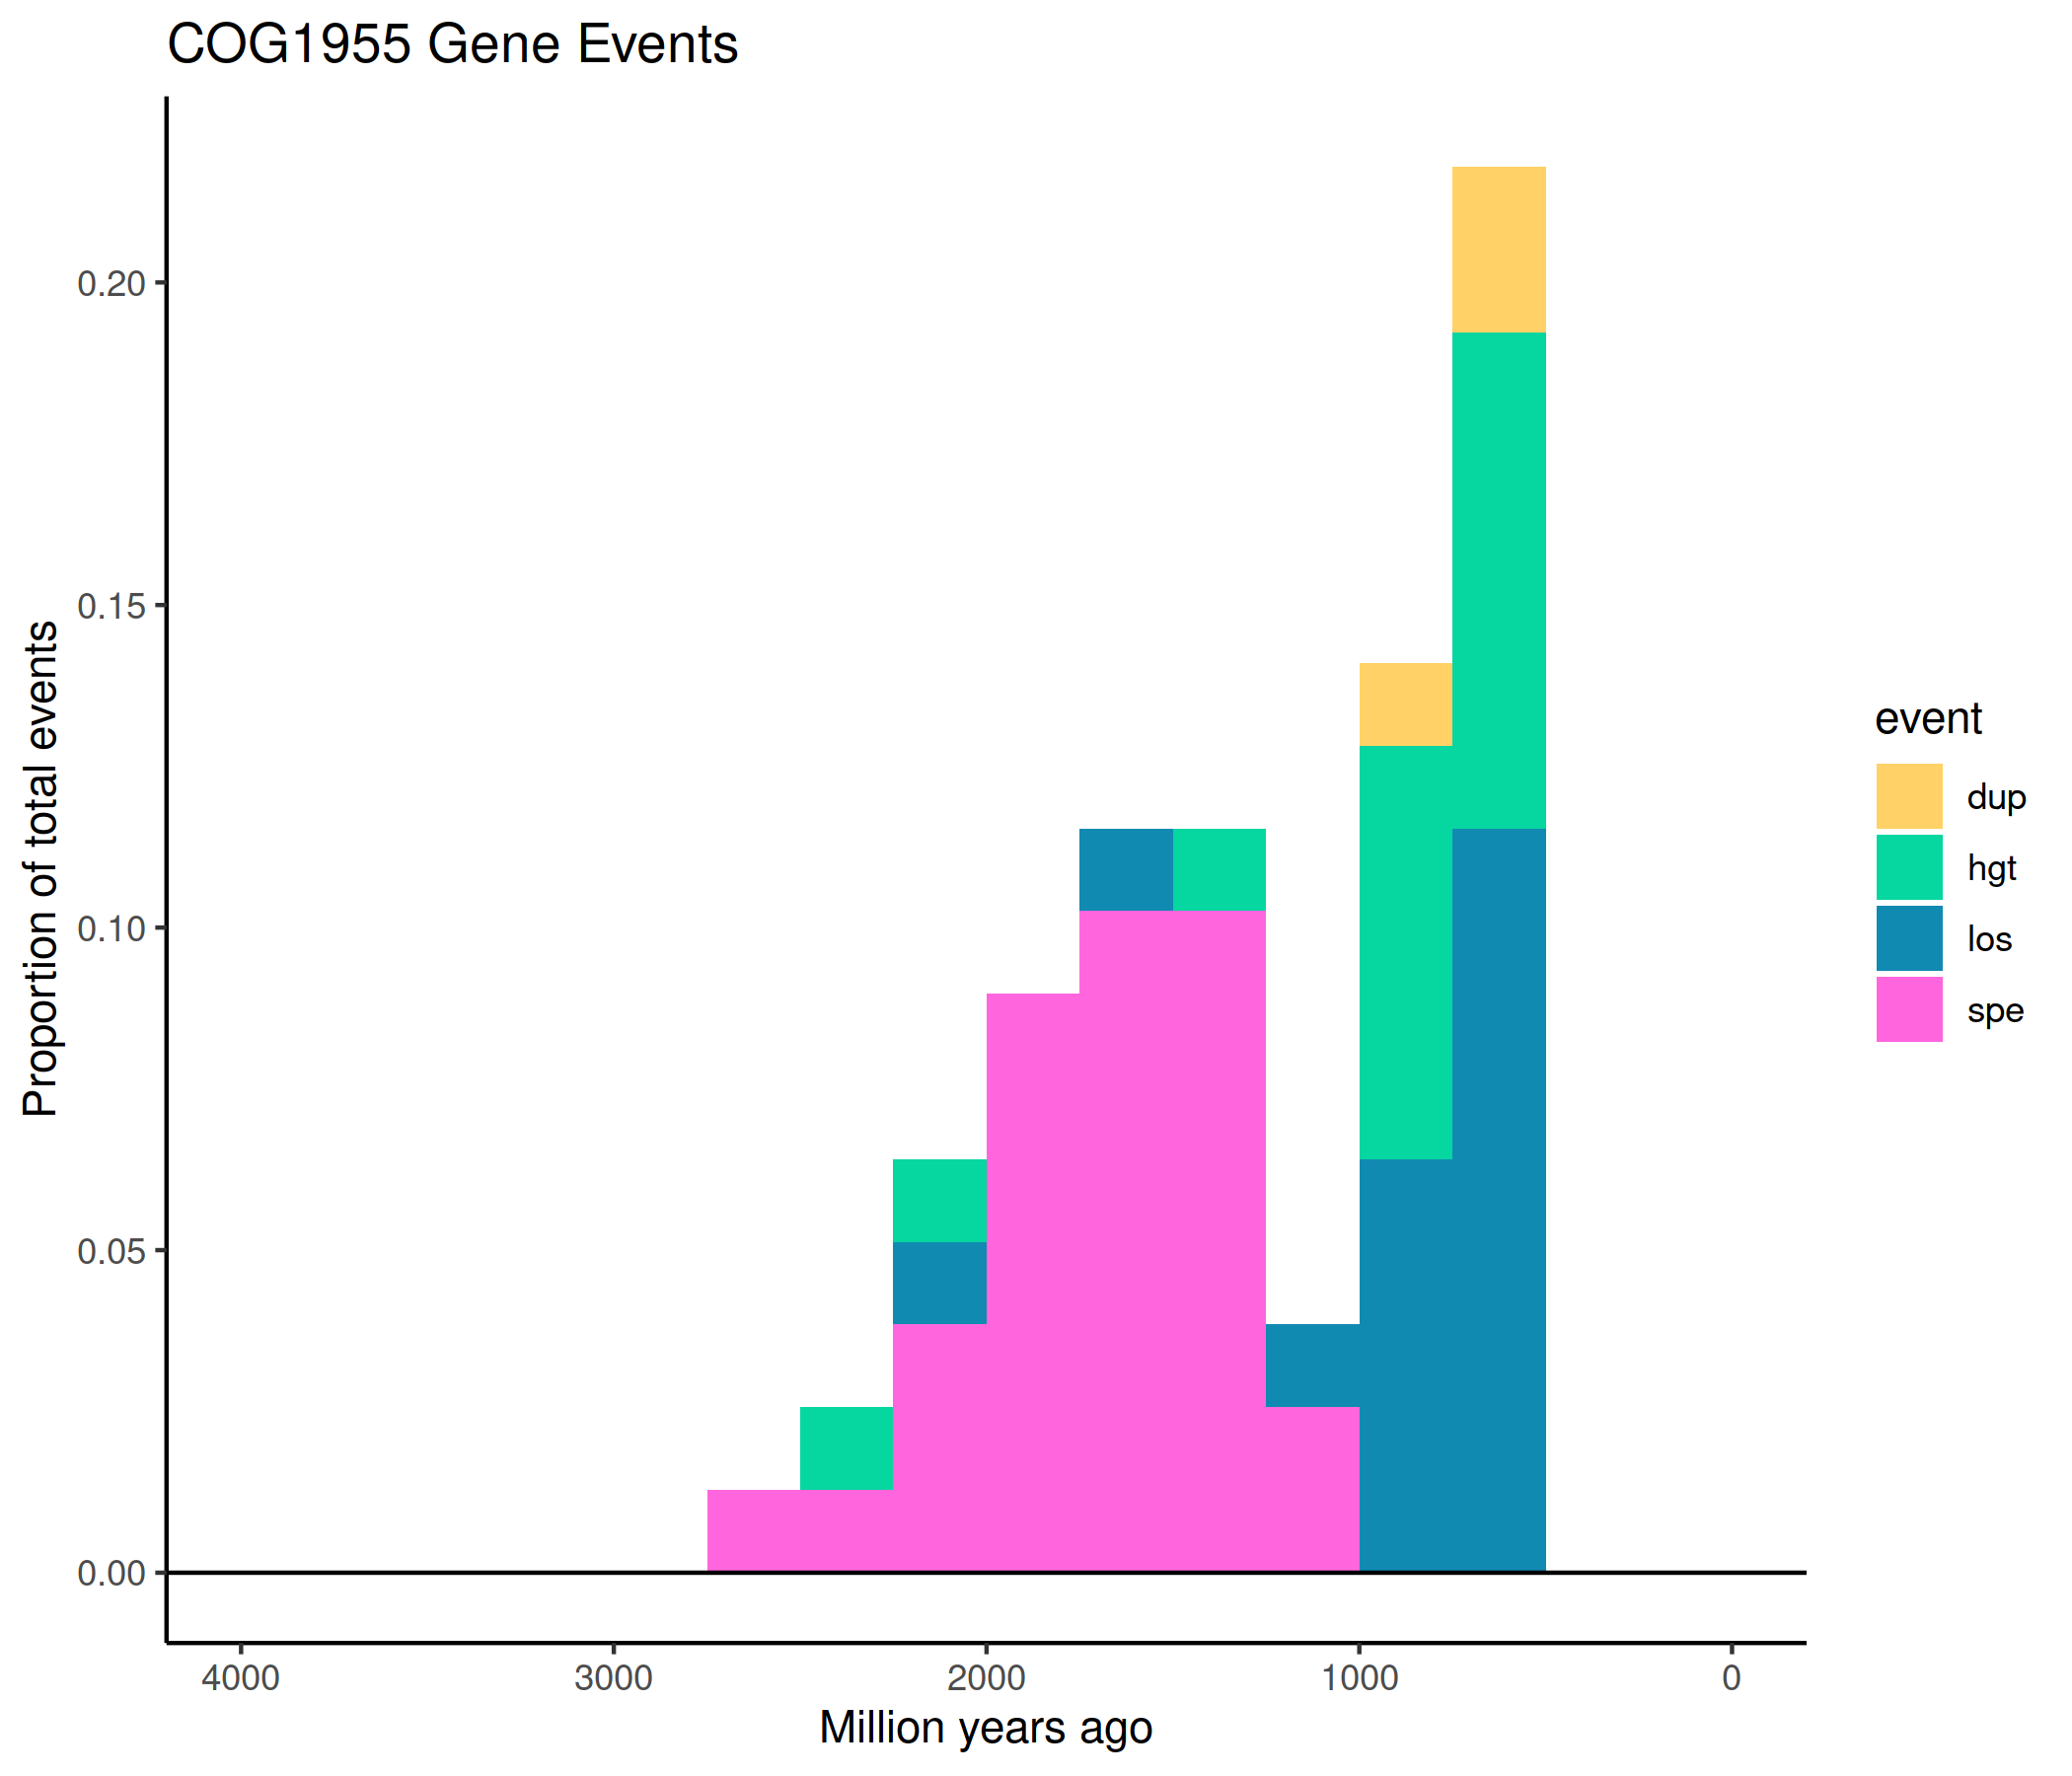 COG1955 Gene Events
Proportion of total events
0.20
0.15
0.10
0.05
0.00
4000 3000 2000 1000 0
Million years ago
event
dup
hgt
los
spe